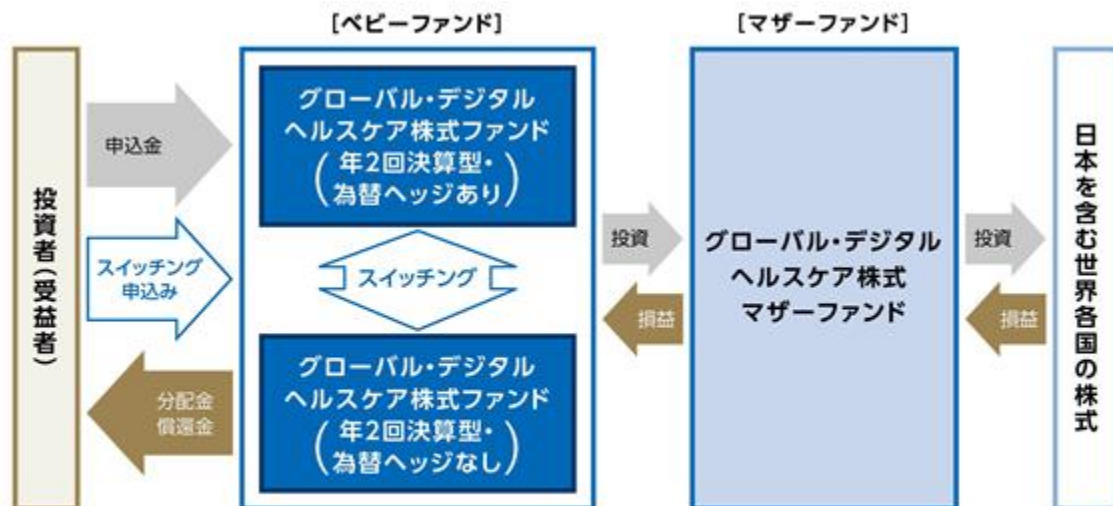 [ベビーファンド]
[マザーファンド]
投資者(受益者)
申込金
スイッチング
申込み
分配金
償還金
グローバル・デジタル
ヘルスケア株式ファンド
(年2回決算型・
為替ヘッジあり)
スイッチング
グローバル・デジタル
ヘルスケア株式ファンド
(年2回決算型・
為替ヘッジなし)
投資
損益
グローバル・デジタル
ヘルスケア株式
マザーファンド
投資
損益
日本を含む世界各国の株式